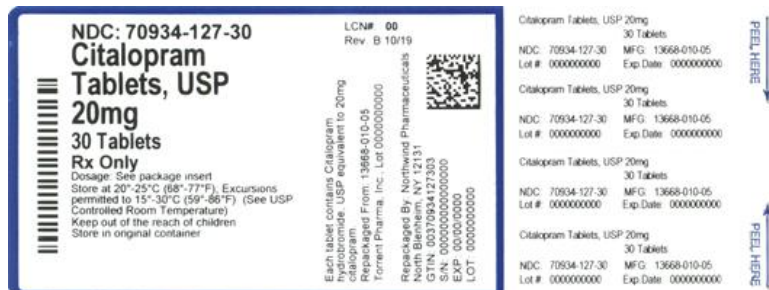 NDC: 70934-127-30
Citalopram
Tablets, USP
20mg
30 Tablets
Rx Only
Dosage: See package insert
Store at 20°-25°C (68°-77°F), Excursions
permitted to 15°-30°C (59°-86°F) (See USP
Controlled Room Temperature)
Keep out of the reach of children
Store in original container
LCN# 00
Rev. B 10/19
Each tablet contains Citalopram
hydrobromide. USP equivalent to 20mg
citalopram
Repackaged From: 13668-010-05
Torrent Pharma, Inc., Lot 0000000000
Repackaged By: Northwind Pharmaceuticals
North Blenheim, NY 12131
GTIN: 00370934127303
S/N: 00000000000000
EXP 00/00/0000
LOT 0000000000
Citalopram Tablets, USP 20mg
30 Tablets
NDC: 70934-127-30 MFG: 13668-010-05
Lot #: 0000000000 Exp.Date: 0000000000
Citalopram Tablets, USP 20mg
30 Tablets
NDC: 70934-127-30 MFG: 13668-010-05
Lot #: 0000000000 Exp.Date: 0000000000
Citalopram Tablets, USP 20mg
30 Tablets
NDC: 70934-127-30 MFG: 13668-010-05
Lot #: 0000000000 Exp.Date: 0000000000
Citalopram Tablets, USP 20mg
30 Tablets
NDC: 70934-127-30 MFG: 13668-010-05
Lot #: 0000000000 Exp.Date: 0000000000
PEEL HERE
PEEL HERE